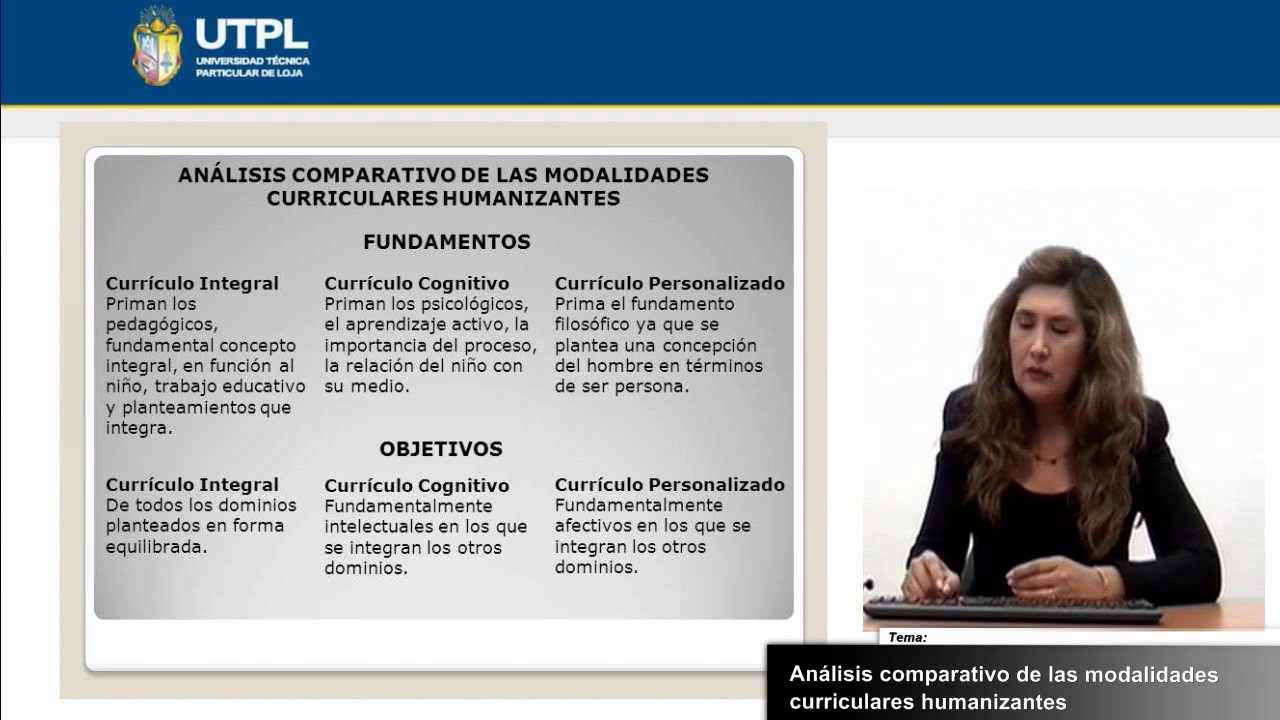 UTPL
UNIVERSIDAD TÉCNICA
PARTICULAR DE LOJA
ANÁLISIS COMPARATIVO DE LAS MODALIDADES
CURRICULARES HUMANIZANTES
FUNDAMENTOS
Currículo Integral
Priman los
pedagógicos,
fundamental concepto
integral, en función al
niño, trabajo educativo
y planteamientos que
integra.
Currículo Cognitivo
Priman los psicológicos,
el aprendizaje activo, la
importancia del proceso,
la relación del niño con
su medio.
Currículo Personalizado
Prima el fundamento
filosófico ya que se
plantea una concepción
del hombre en términos
de ser persona.
OBJETIVOS
Currículo Integral
De todos los dominios
planteados en forma
equilibrada.
Currículo Cognitivo
Fundamentalmente
intelectuales en los que
se integran los otros
dominios.
Currículo Personalizado
Fundamentalmente
afectivos en los que se
integran los otros
dominios.
Tema:
Análisis comparativo de las modalidades
curriculares humanizantes